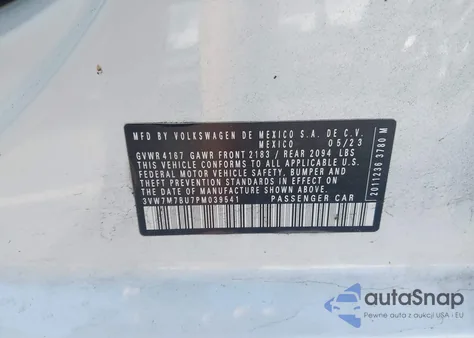 MFD BY VOLKSWAGEN DE MEXICO S.A. DE C.V.
MEXICO 05/23
GVWR 4167 GAWR FRONT 2183 / REAR 2094 LBS
THIS VEHICLE CONFORMS TO ALL APPLICABLE
FEDERAL MOTOR VEHICLE SAFETY, BUMPER AND
THEFT PREVENTION STANDARDS IN EFFECT ON
THE DATE OF MANUFACTURE SHOWN ABOVE.
3VW7M7BU7PM039541 PASSENGER CAR
2011236 3780 M
autoSnap
Pewne auta z aukcji USA i EU